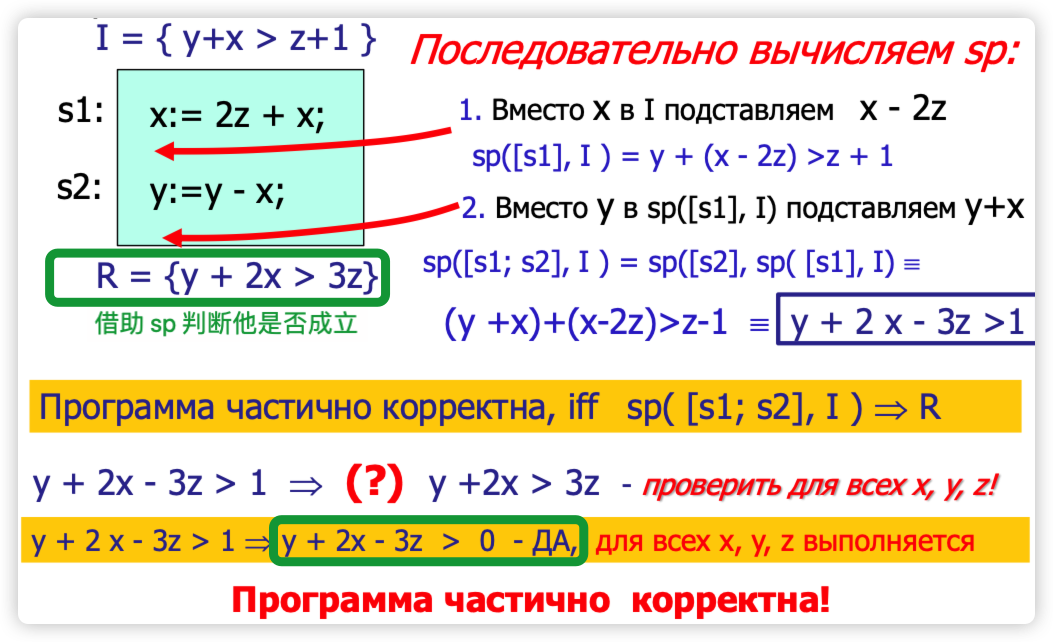 I = { y+x > z+1 }
Последовательно вычисляем sp:
s1: x:= 2z + x;
1. Вместо x в I подставляем x - 2z
sp([s1], I ) = y + (x - 2z) >z + 1
s2: y:=y - x;
2. Вместо y в sp([s1], I) подставляем y+x
R = {y + 2x > 3z}
借助 sp 判断他是否成立
sp([s1; s2], I ) = sp([s2], sp( [s1], I) ≡
(y +x)+(x-2z)>z-1 ≡ y + 2 x - 3z >1
Программа частично корректна, iff sp( [s1; s2], I ) ⇒ R
y + 2x - 3z > 1 ⇒ (?) y +2x > 3z - проверить для всех x, y, z!
y + 2 x - 3z > 1 ⇒ y + 2x - 3z > 0 - ДА, для всех x, y, z выполняется
Программа частично корректна!